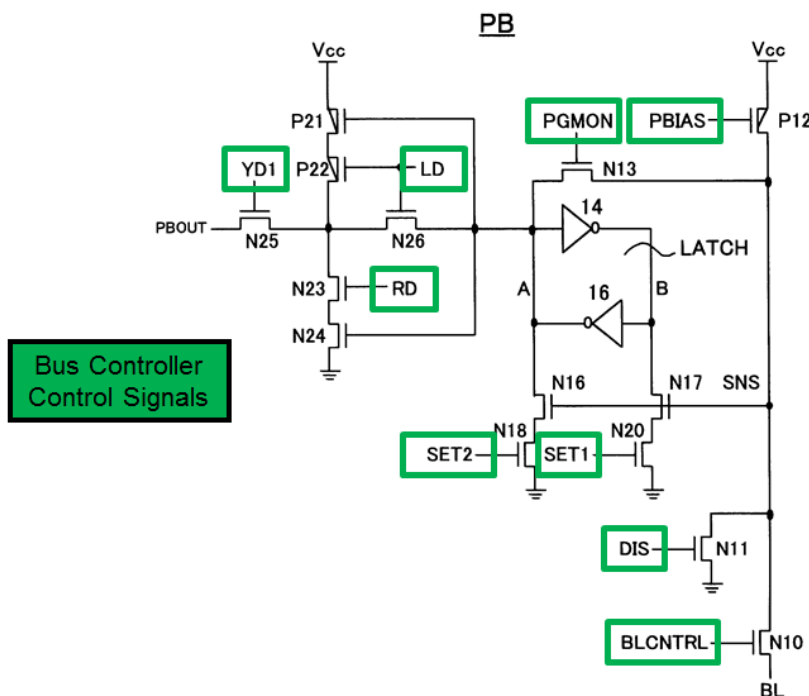 PB
Vcc
Vcc
P21
PGMON
PBIAS
P12
YD1
P22
LD
N13
14
PBOUT
N25
N26
LATCH
A
16
B
N23
RD
N24
Bus Controller
Control Signals
N16
N17
SNS
N18
N20
SET2
SET1
DIS
N11
BLCNTRL
N10
BL